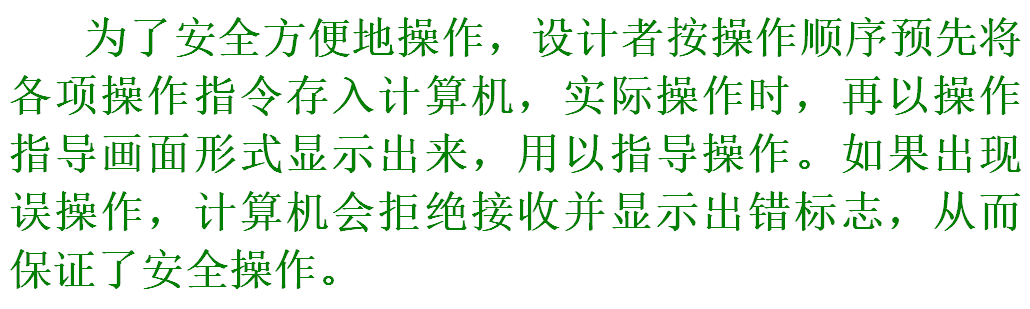 为了安全方便地操作，设计者按操作顺序预先将
各项操作指令存入计算机，实际操作时，再以操作
指导画面形式显示出来，用以指导操作。如果出现
误操作，计算机会拒绝接收并显示出错标志，从而
保证了安全操作。